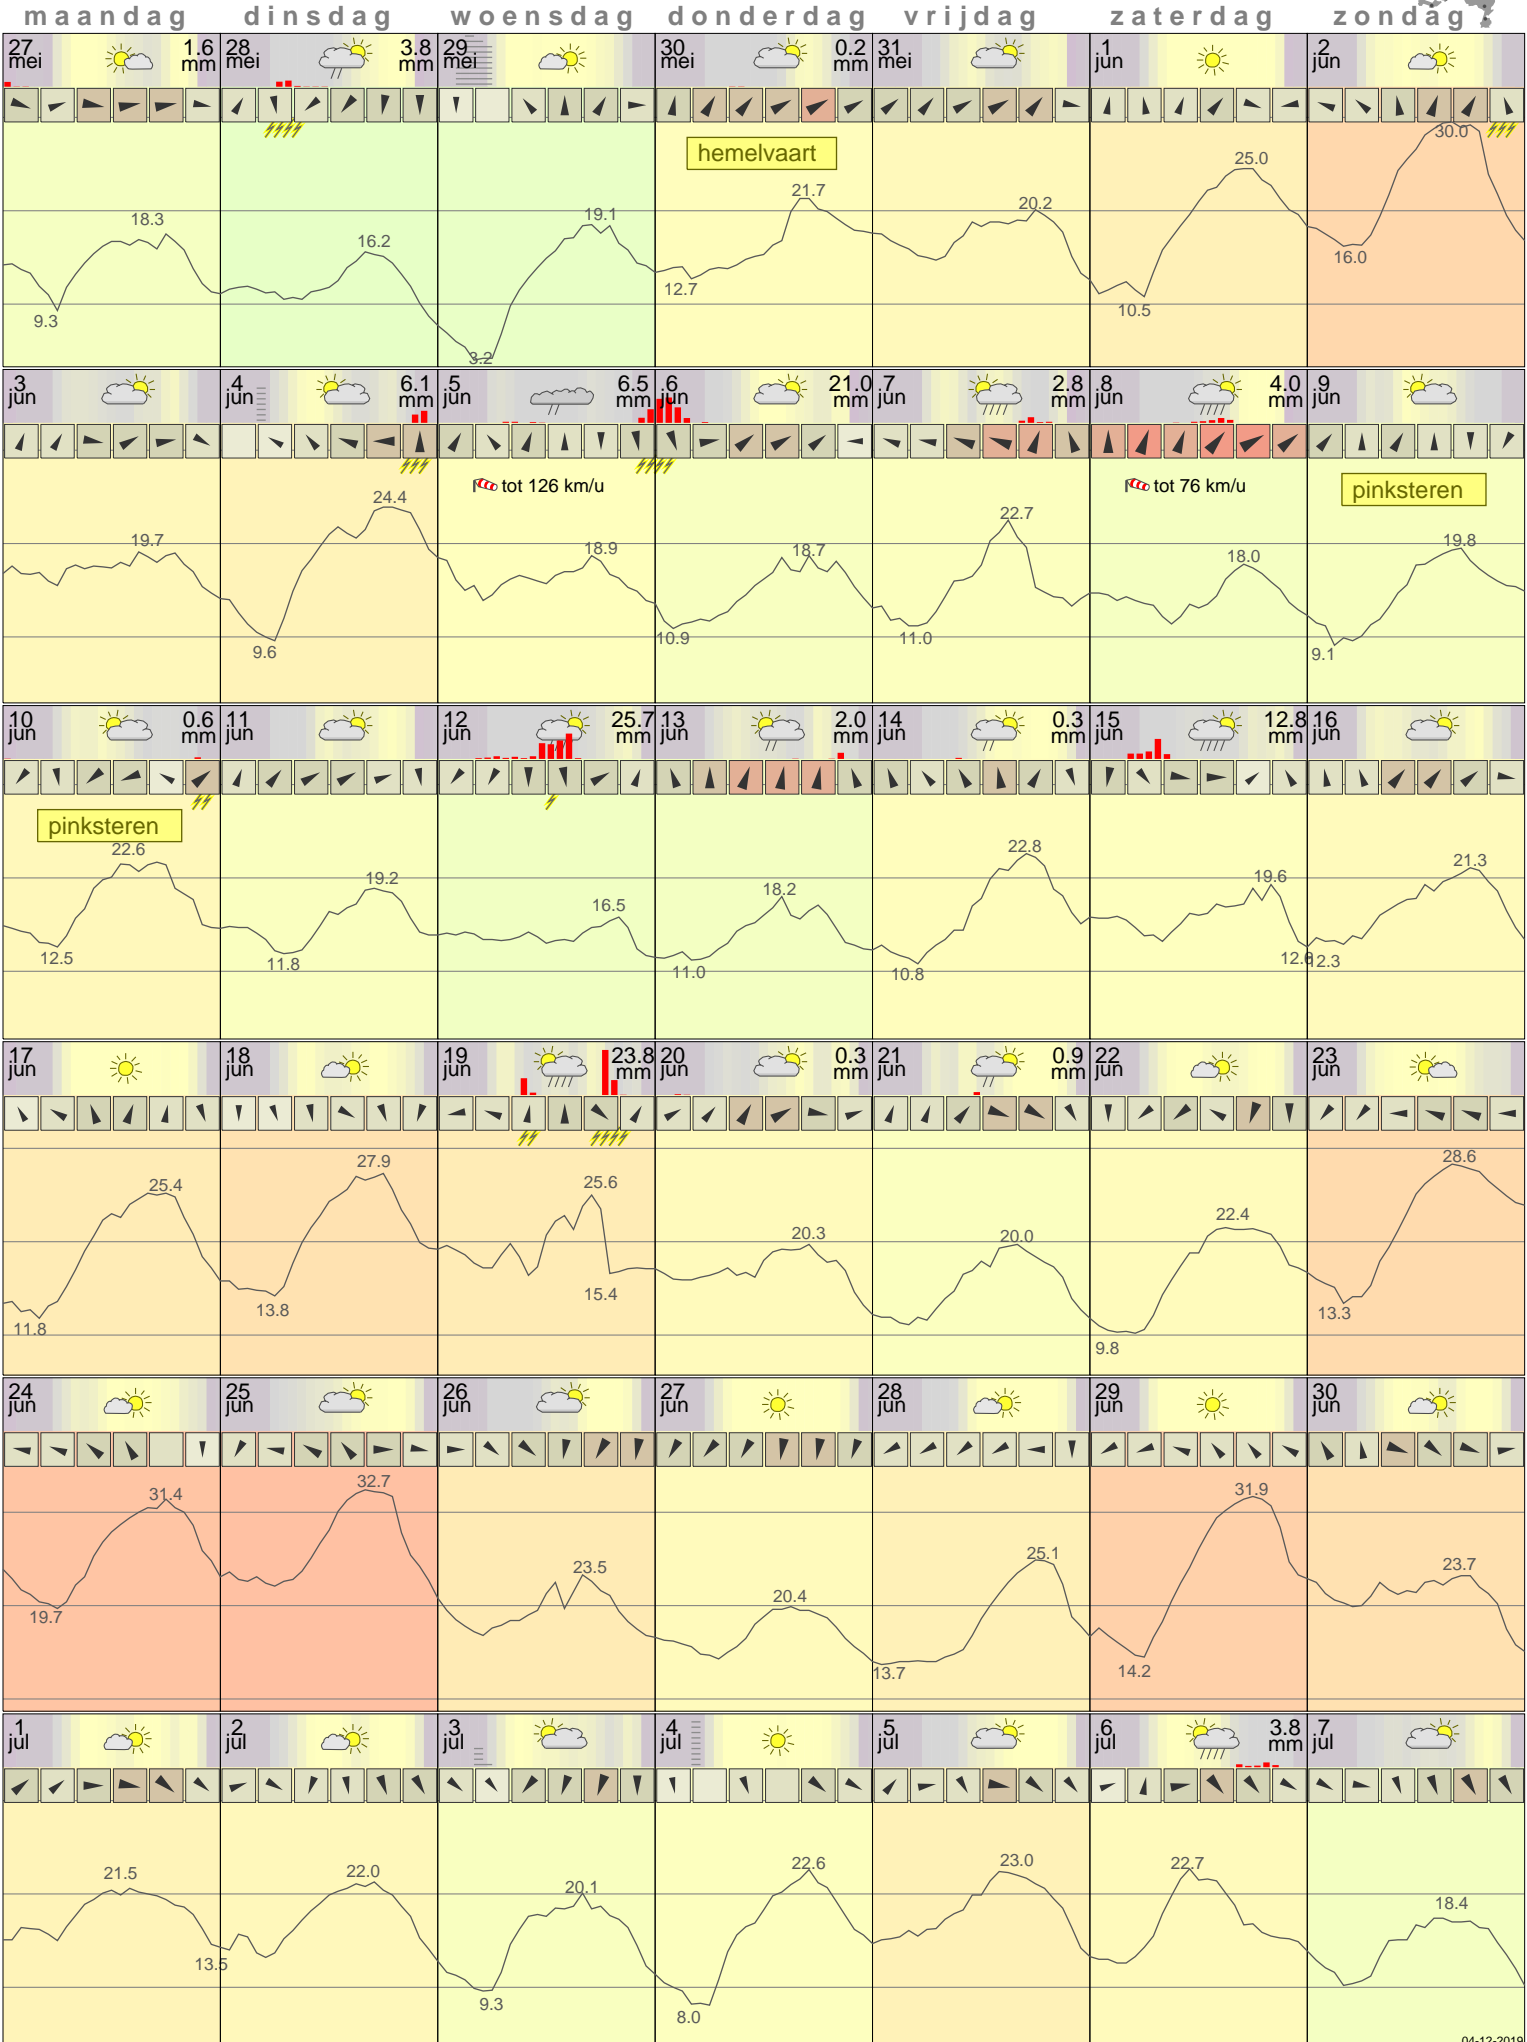 maandag dinsdag woensdag donderdag vrijdag zaterdag zondag
27 mei 1.6 mm 28 mei 3.8 mm 29 mei 30 mei 0.2 mm 31 mei 1 jun 2 jun
hemelvaart
18.3 9.3 16.2 19.1 3.2 21.7 12.7 20.2 25.0 10.5 30.0 16.0
3 jun 4 jun 6.1 mm 5 jun 6.5 mm 6 jun 21.0 mm 7 jun 2.8 mm 8 jun 4.0 mm 9 jun
tot 126 km/u tot 76 km/u pinksteren
19.7 24.4 9.6 18.9 18.7 10.9 22.7 11.0 18.0 19.8 9.1
10 jun 0.6 mm 11 jun 12 jun 25.7 mm 13 jun 2.0 mm 14 jun 0.3 mm 15 jun 12.8 mm 16 jun
pinksteren
22.6 12.5 19.2 11.8 16.5 18.2 11.0 22.8 10.8 19.6 12.6 21.3 12.3
17 jun 18 jun 19 jun 23.8 mm 20 jun 0.3 mm 21 jun 0.9 mm 22 jun 23 jun
25.4 11.8 27.9 13.8 25.6 15.4 20.3 20.0 22.4 9.8 28.6 13.3
24 jun 25 jun 26 jun 27 jun 28 jun 29 jun 30 jun
31.4 19.7 32.7 23.5 20.4 25.1 13.7 31.9 14.2 23.7
1 jul 2 jul 3 jul 4 jul 5 jul 6 jul 3.8 mm 7 jul
21.5 13.5 22.0 20.1 9.3 22.6 8.0 23.0 22.7 18.4
04-12-2019